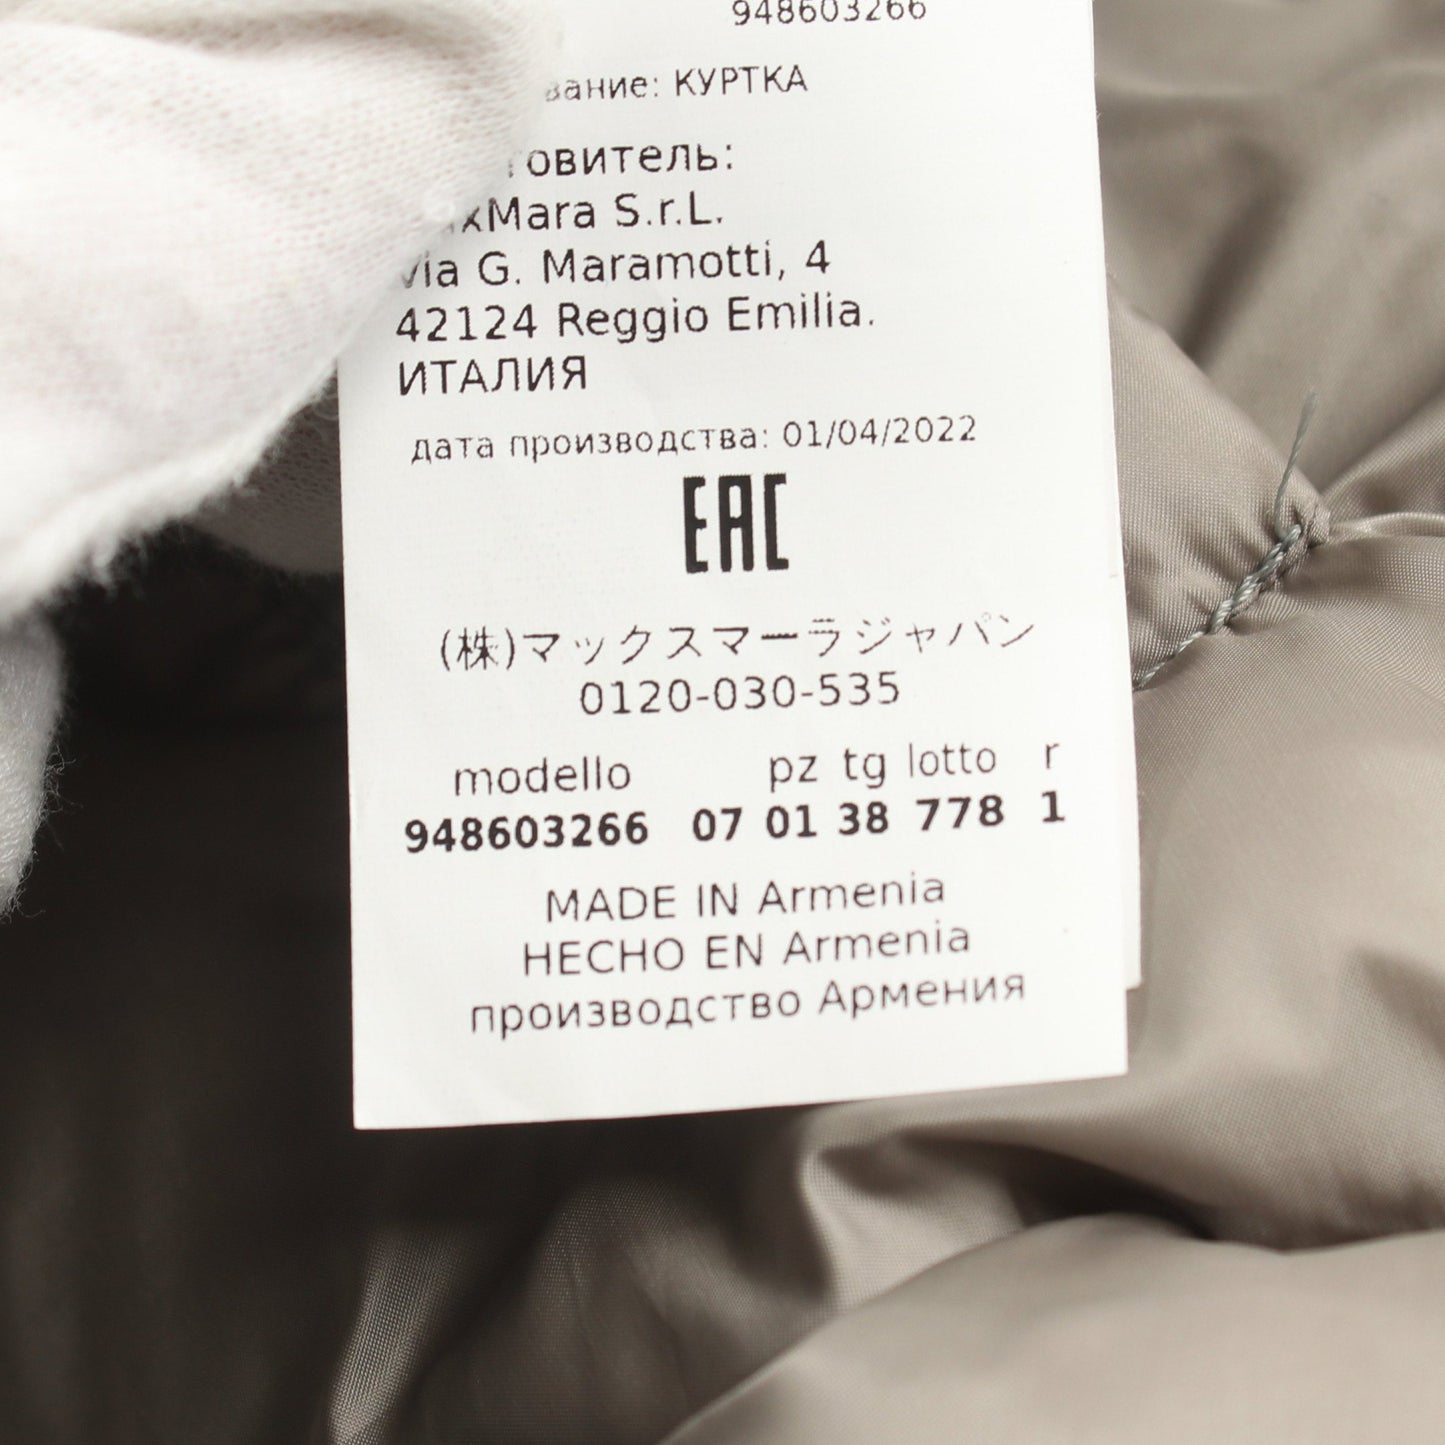 948603266
КУРТКА
S.r.L.
Via G. Maramotti, 4
42124 Reggio Emilia.
ИТАЛИЯ
дата производства: 01/04/2022
EAC
(株)マックスマーラジャパン
0120-030-535
modello pz tg lotto r
948603266 07 01 38 778 1
MADE IN Armenia
HECHO EN Armenia
производство Армения